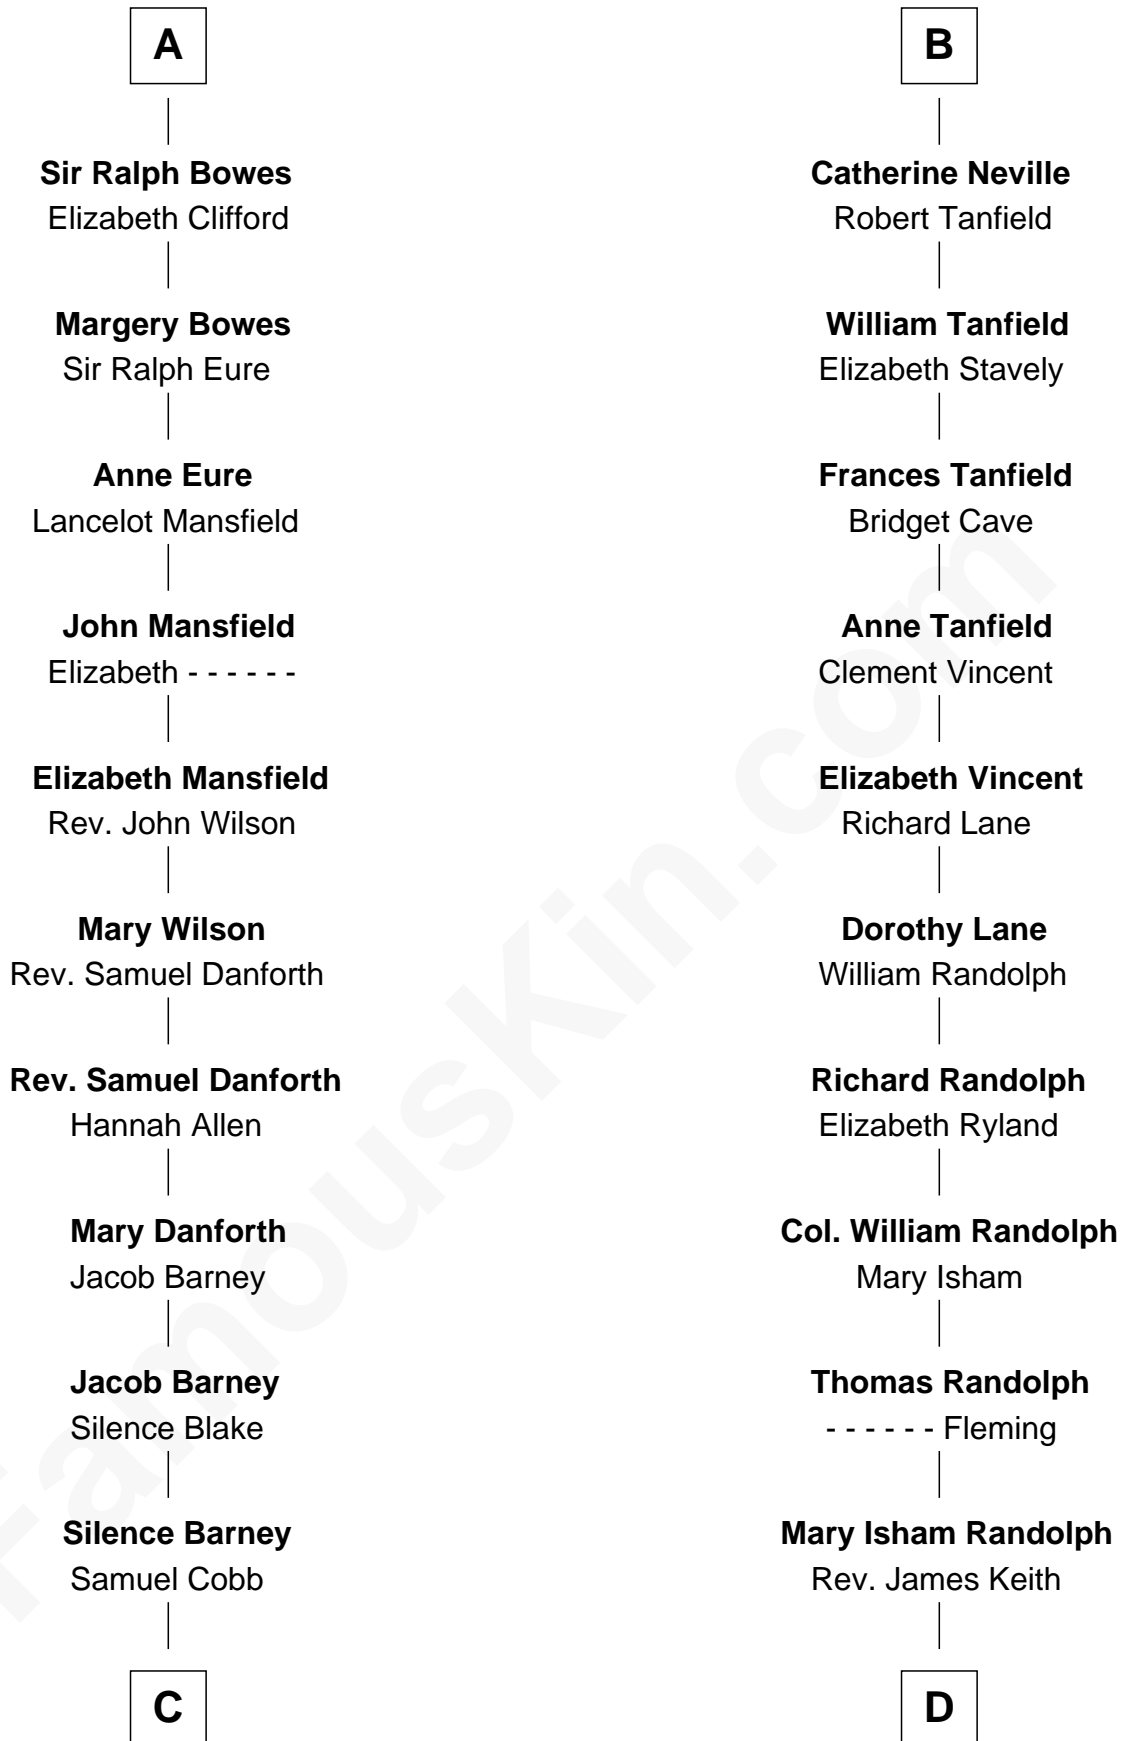 A
Sir Ralph Bowes
Elizabeth Clifford
Margery Bowes
Sir Ralph Eure
Anne Eure
Lancelot Mansfield
John Mansfield
Elizabeth - - - - - -
Elizabeth Mansfield
Rev. John Wilson
Mary Wilson
Rev. Samuel Danforth
Rev. Samuel Danforth
Hannah Allen
Mary Danforth
Jacob Barney
Jacob Barney
Silence Blake
Silence Barney
Samuel Cobb
C
B
Catherine Neville
Robert Tanfield
William Tanfield
Elizabeth Stavely
Frances Tanfield
Bridget Cave
Anne Tanfield
Clement Vincent
Elizabeth Vincent
Richard Lane
Dorothy Lane
William Randolph
Richard Randolph
Elizabeth Ryland
Col. William Randolph
Mary Isham
Thomas Randolph
- - - - - - Fleming
Mary Isham Randolph
Rev. James Keith
D
FamousKin.com